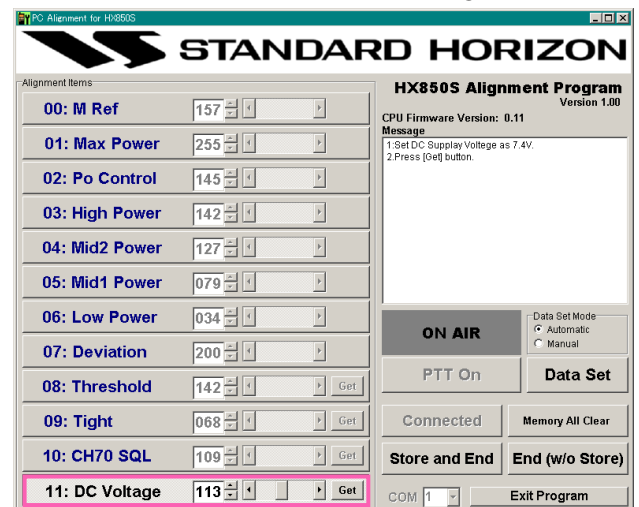 PC Alignment for HX850S
STANDARD HORIZON
Alignment Items
00: M Ref 157
01: Max Power 255
02: Po Control 145
03: High Power 142
04: Mid2 Power 127
05: Mid1 Power 079
06: Low Power 034
07: Deviation 200
08: Threshold 142 Get
09: Tight 068 Get
10: CH70 SQL 109 Get
11: DC Voltage 113 Get
HX850S Alignment Program
Version 1.00
CPU Firmware Version: 0.11
Message
1:Set DC Supplay Voltege as 7.4V.
2.Press [Get] button.
ON AIR
Data Set Mode
Automatic
Manual
PTT On Data Set
Connected Memory All Clear
Store and End End (w/o Store)
COM 1 Exit Program